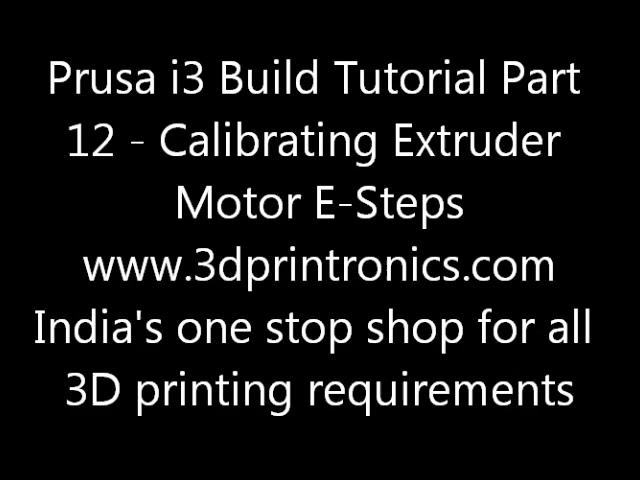 Prusa i3 Build Tutorial Part
12 - Calibrating Extruder
Motor E-Steps
www.3dprintronics.com
India's one stop shop for all
3D printing requirements